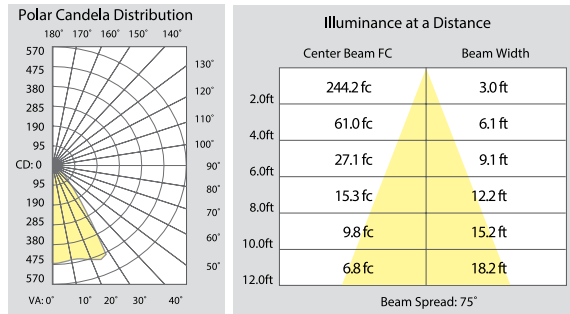 Polar Candela Distribution
180° 170° 160° 150° 140°
570
475
380
285
190
95
CD: 0
95
190
285
380
475
570
130°
120°
110°
100°
90°
80°
70°
60°
50°
VA: 0° 10° 20° 30° 40°
Illuminance at a Distance
Center Beam FC Beam Width
2.0ft 244.2 fc 3.0 ft
4.0ft 61.0 fc 6.1 ft
6.0ft 27.1 fc 9.1 ft
8.0ft 15.3 fc 12.2 ft
10.0ft 9.8 fc 15.2 ft
12.0ft 6.8 fc 18.2 ft
Beam Spread: 75°